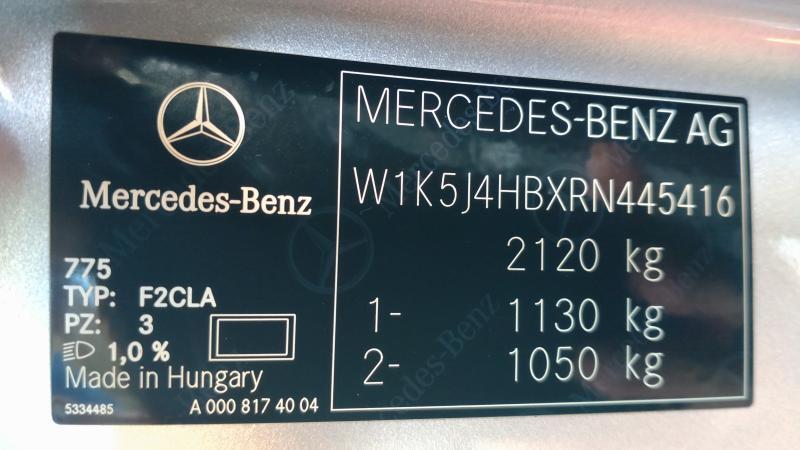 Mercedes-Benz
775
TYP: F2CLA
PZ: 3
1,0 %
Made in Hungary
5334485
A 000 817 40 04
MERCEDES-BENZ AG
W1K5J4HBXRN445416
2120 kg
1- 1130 kg
2- 1050 kg